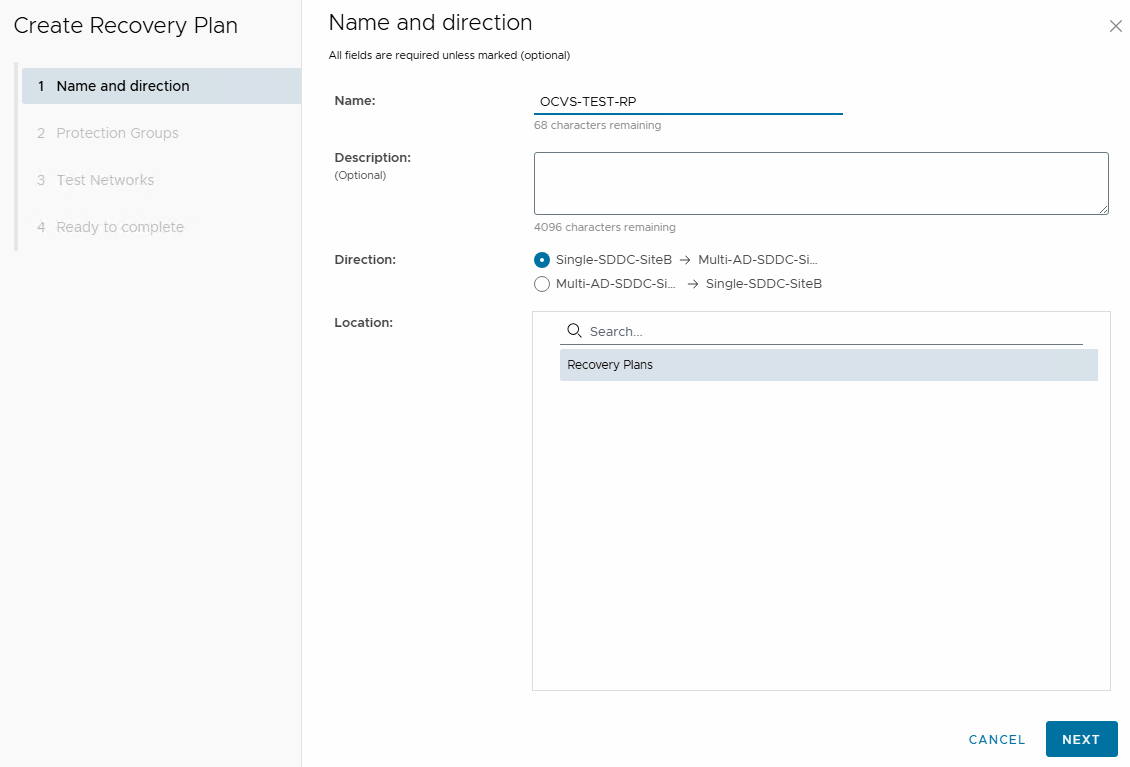 Create Recovery Plan
1 Name and direction
2 Protection Groups
3 Test Networks
4 Ready to complete
Name and direction
All fields are required unless marked (optional)
Name: OCVS-TEST-RP
68 characters remaining
Description:
(Optional)
4096 characters remaining
Direction: Single-SDDC-SiteB → Multi-AD-SDDC-Si...
Multi-AD-SDDC-Si... → Single-SDDC-SiteB
Location:
Search...
Recovery Plans
CANCEL NEXT